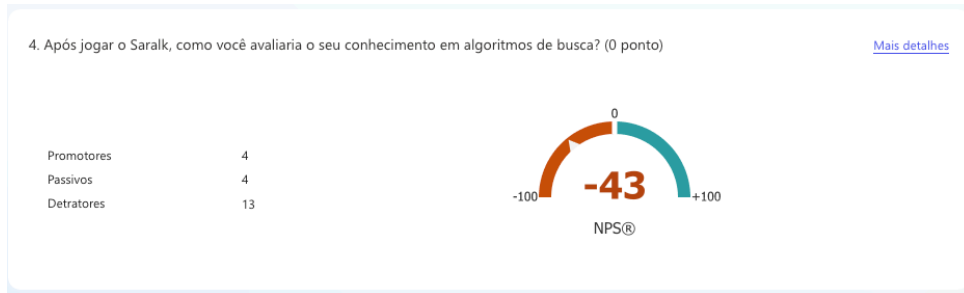 4. Após jogar o Saralk, como você avaliaria o seu conhecimento em algoritmos de busca? (0 ponto)
Mais detalhes
Promotores 4
Passivos 4
Detratores 13
0
-100
-43
+100
NPS®